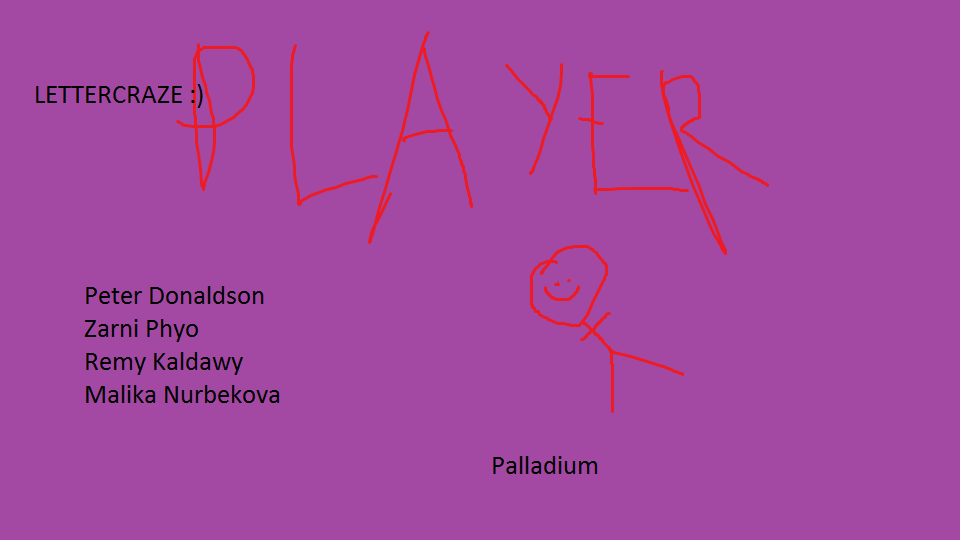 PLAYER
LETTERCRAZE :)
Peter Donaldson
Zarni Phyo
Remy Kaldawy
Malika Nurbekova
Palladium